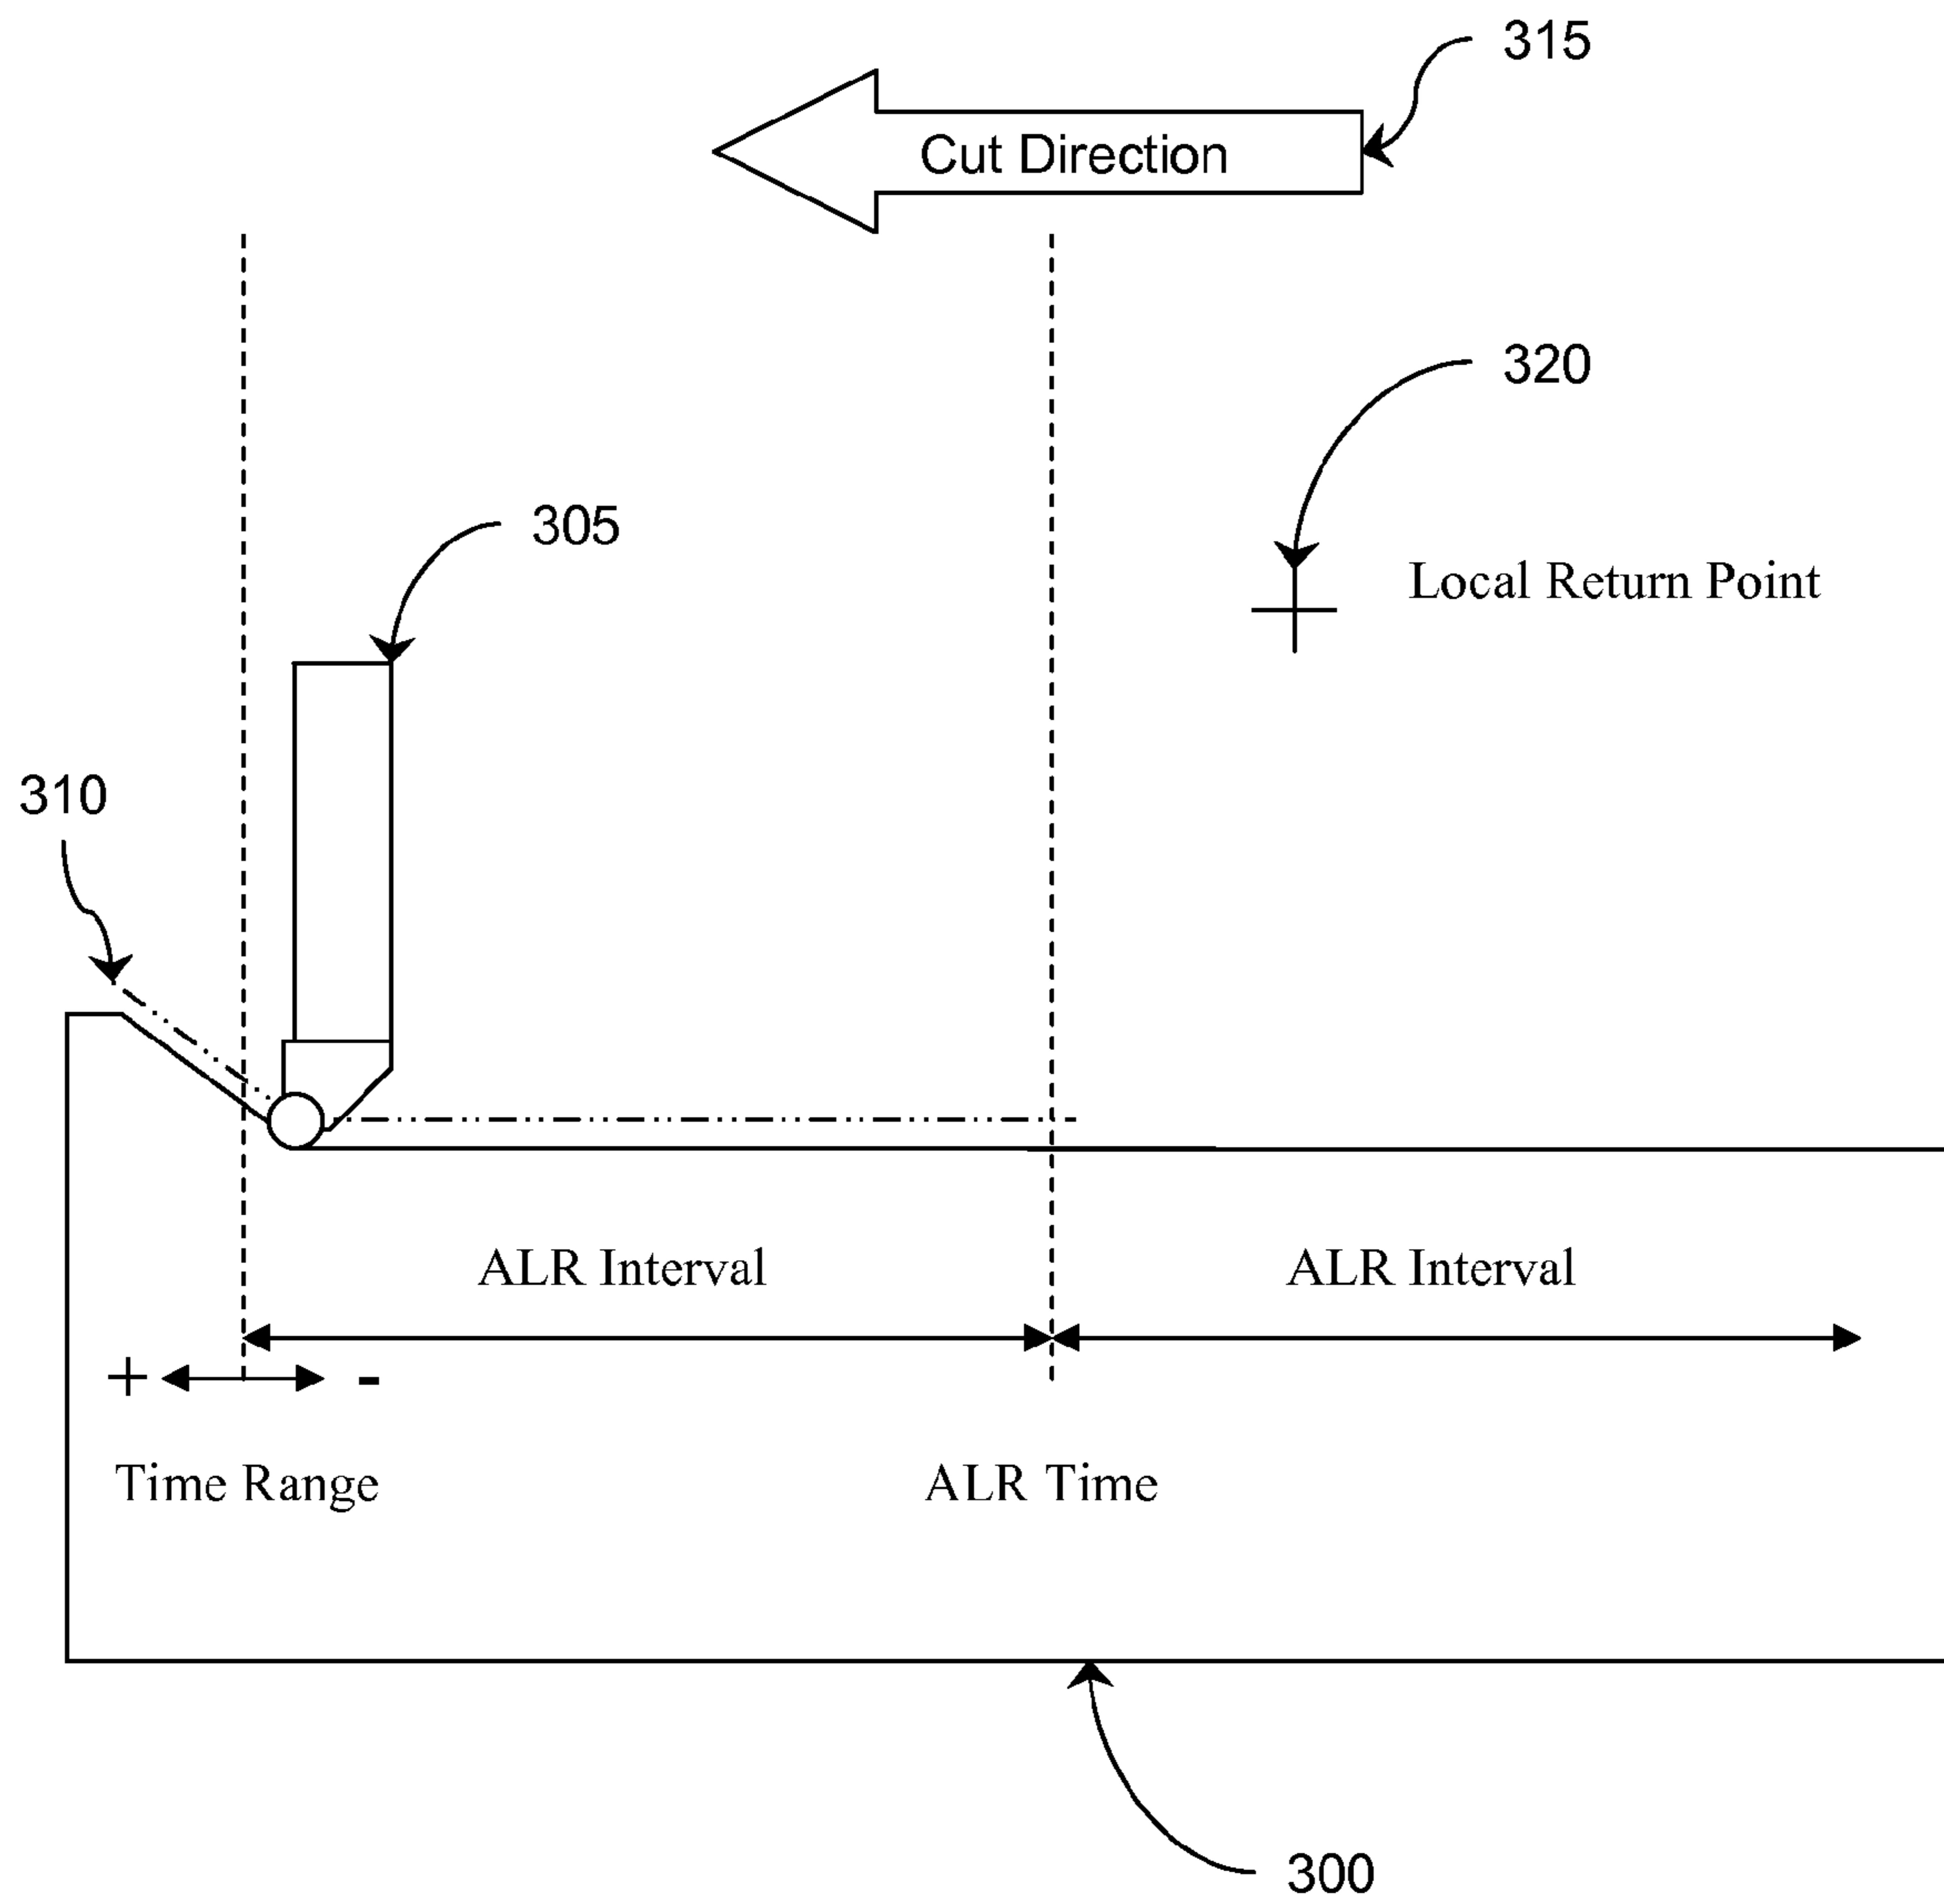 315
Cut Direction
320
305
Local Return Point
310
ALR Interval
ALR Interval
+ -
Time Range
ALR Time
300